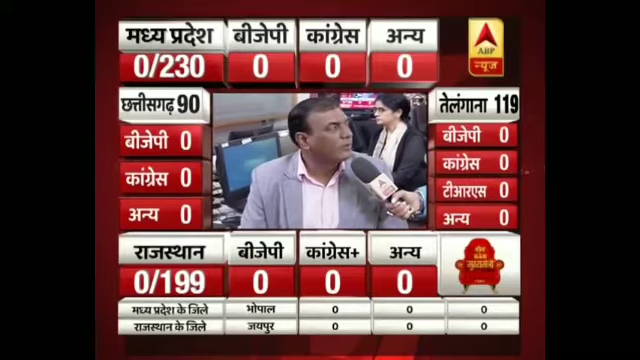 मध्य प्रदेश बीजेपी कांग्रेस अन्य
0/230 0 0 0
ABP
न्यूज़
छत्तीसगढ़ 90
बीजेपी 0
कांग्रेस 0
अन्य 0
तेलंगाना 119
बीजेपी 0
कांग्रेस 0
टीआरएस 0
अन्य 0
राजस्थान बीजेपी कांग्रेस+ अन्य
0/199 0 0 0
कौन बनेगा
मुख्यमंत्री
मध्य प्रदेश के जिले भोपाल 0 0 0
राजस्थान के जिले जयपुर 0 0 0